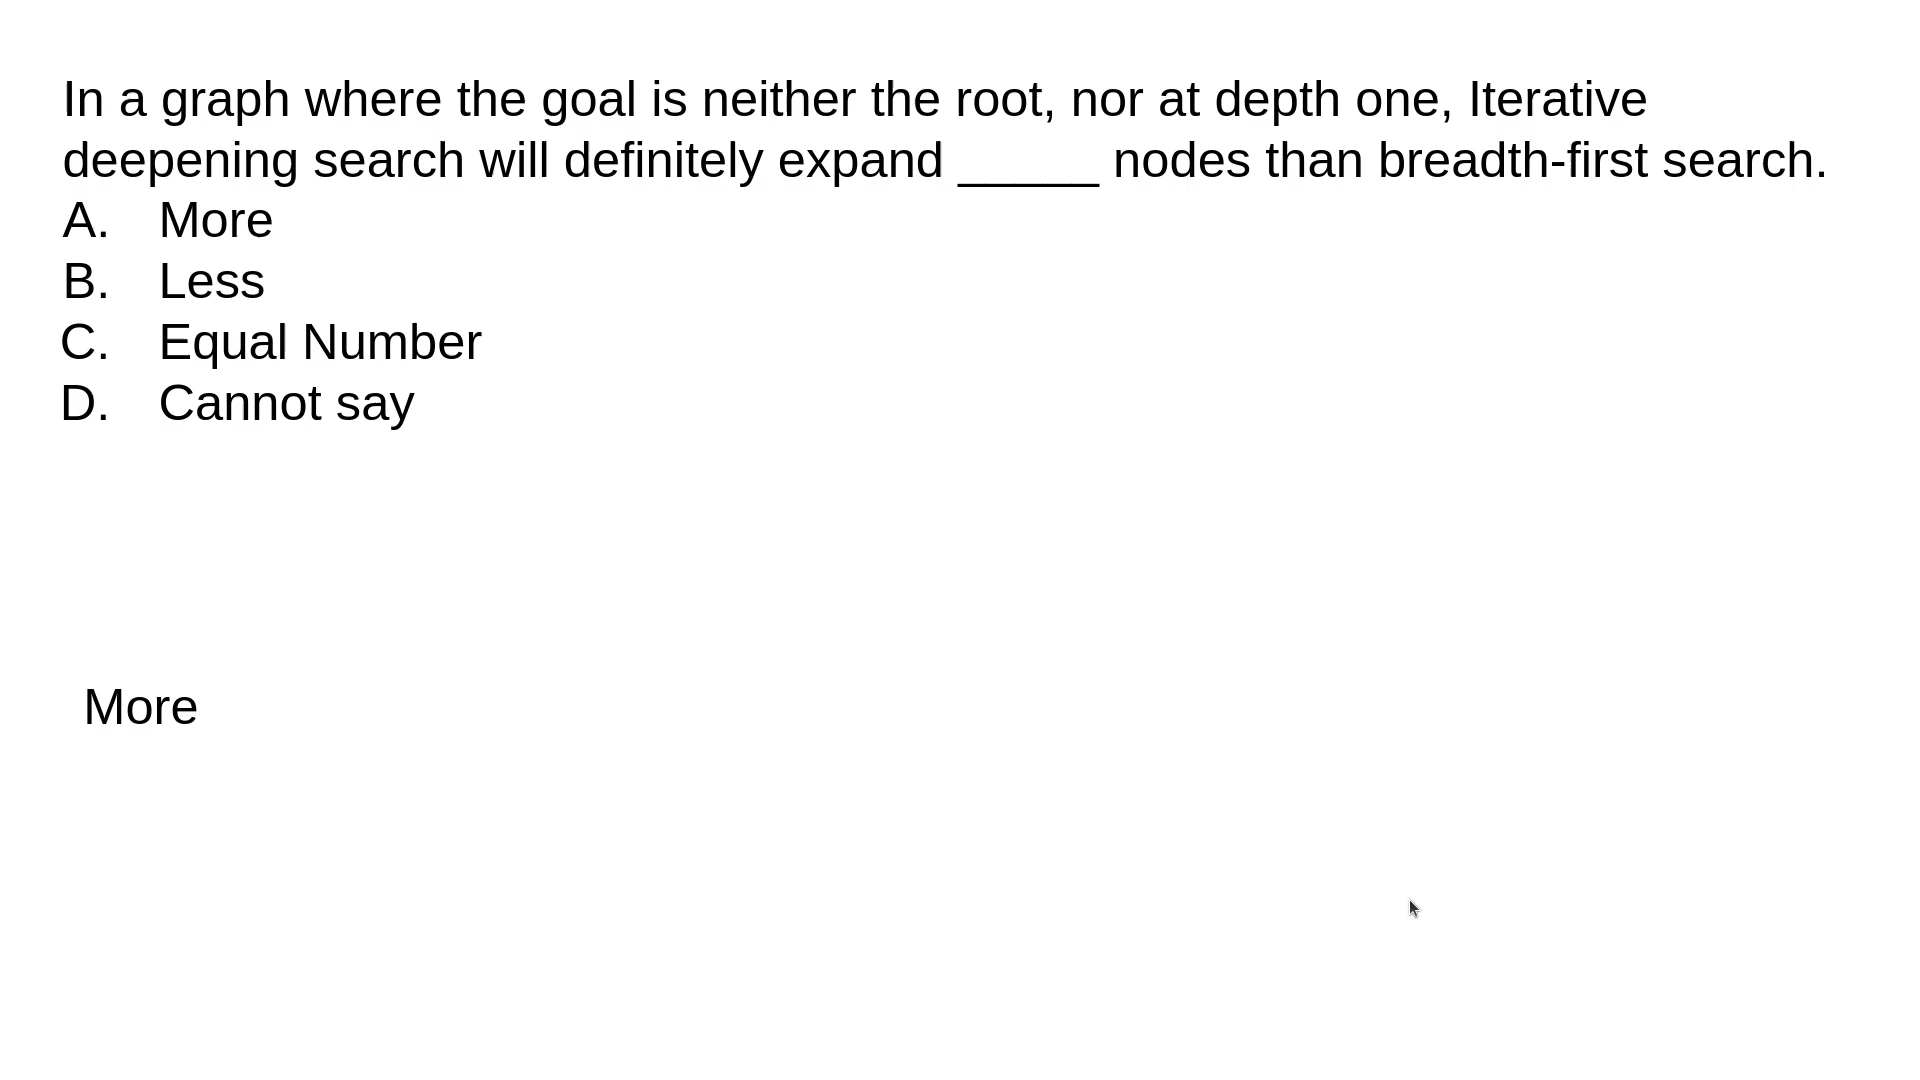 In a graph where the goal is neither the root, nor at depth one, Iterative
deepening search will definitely expand _____ nodes than breadth-first search.
A. More
B. Less
C. Equal Number
D. Cannot say
More